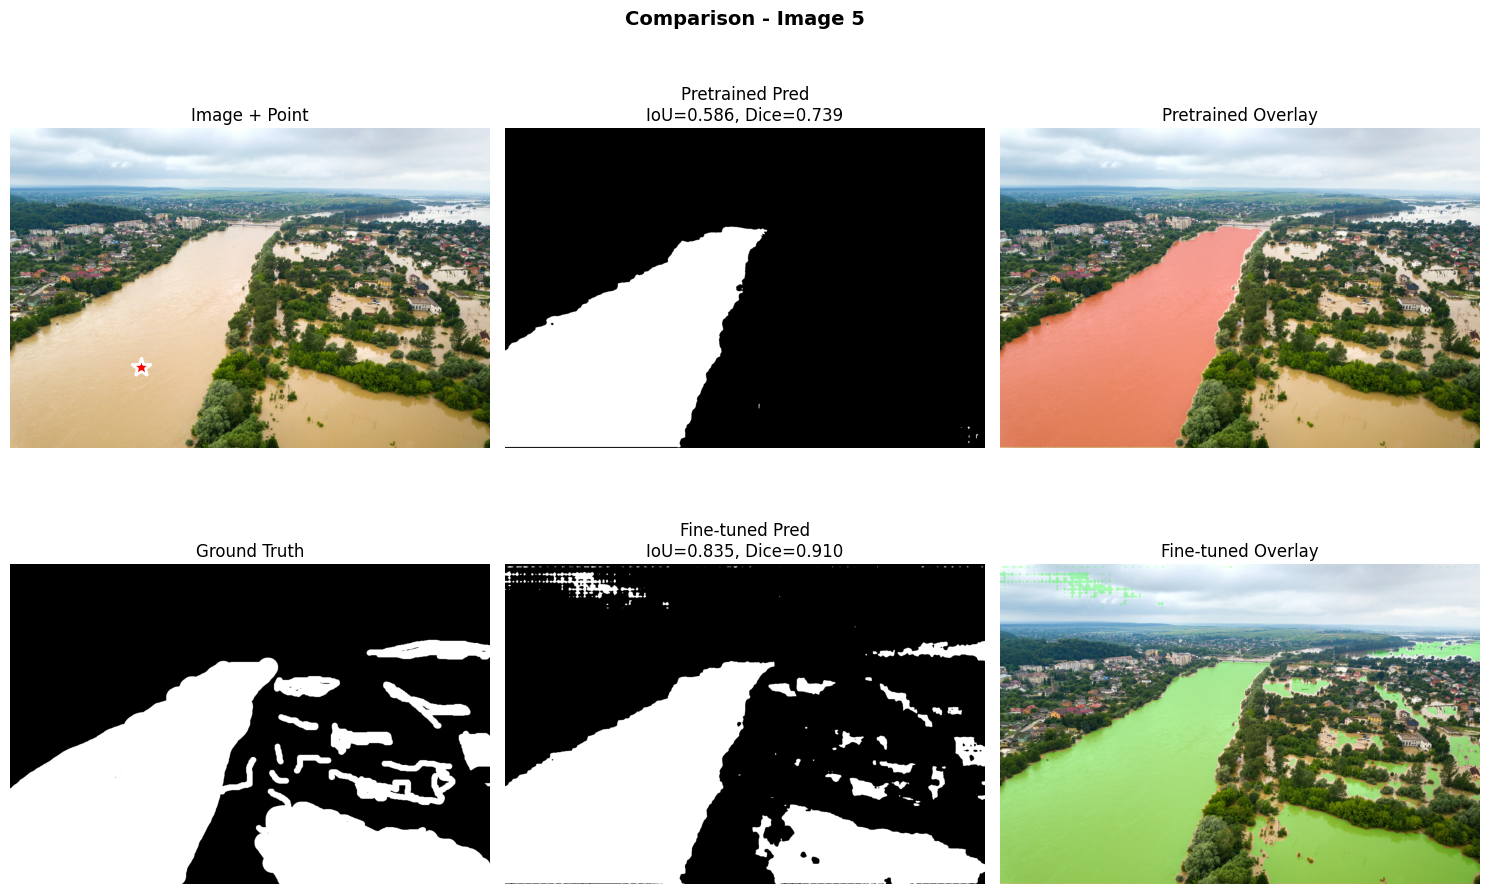 Comparison - Image 5
Image + Point
Pretrained Pred
IoU=0.586, Dice=0.739
Pretrained Overlay
Ground Truth
Fine-tuned Pred
IoU=0.835, Dice=0.910
Fine-tuned Overlay